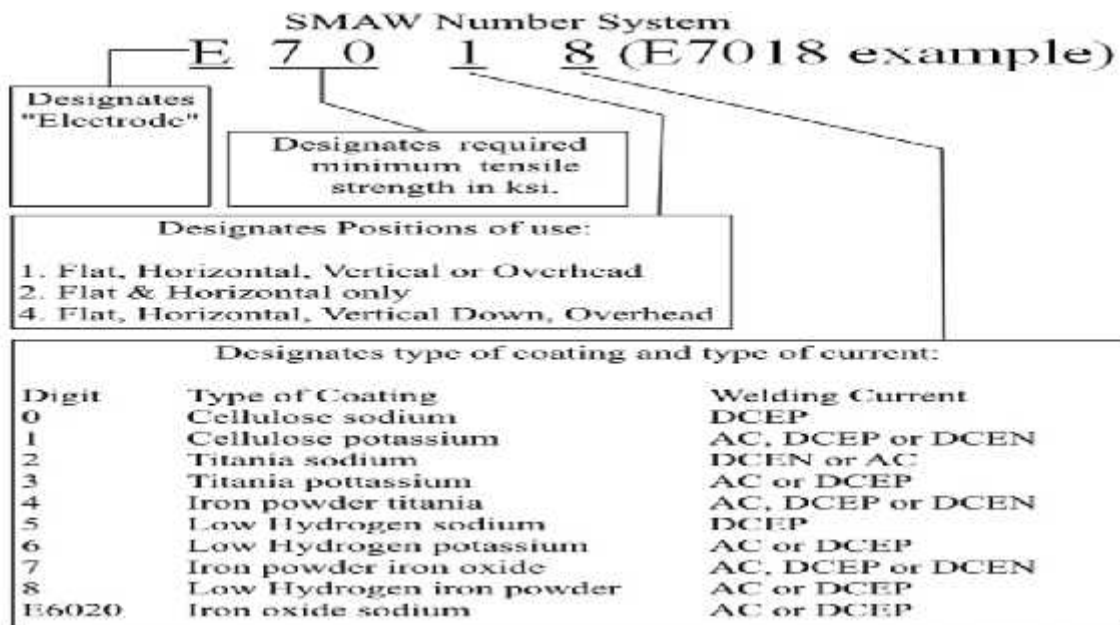 SMAW Number System
E 7 0 1 8 (E7018 example)
Designates
"Electrode"
Designates required
minimum tensile
strength in ksi.
Designates Positions of use:
1. Flat, Horizontal, Vertical or Overhead
2. Flat & Horizontal only
4. Flat, Horizontal, Vertical Down, Overhead
Designates type of coating and type of current:
Digit Type of Coating Welding Current
0 Cellulose sodium DCEP
1 Cellulose potassium AC, DCEP or DCEN
2 Titania sodium DCEN or AC
3 Titania pottassium AC or DCEP
4 Iron powder titania AC, DCEP or DCEN
5 Low Hydrogen sodium DCEP
6 Low Hydrogen potassium AC or DCEP
7 Iron powder iron oxide AC, DCEP or DCEN
8 Low Hydrogen iron powder AC or DCEP
E6020 Iron oxide sodium AC or DCEP